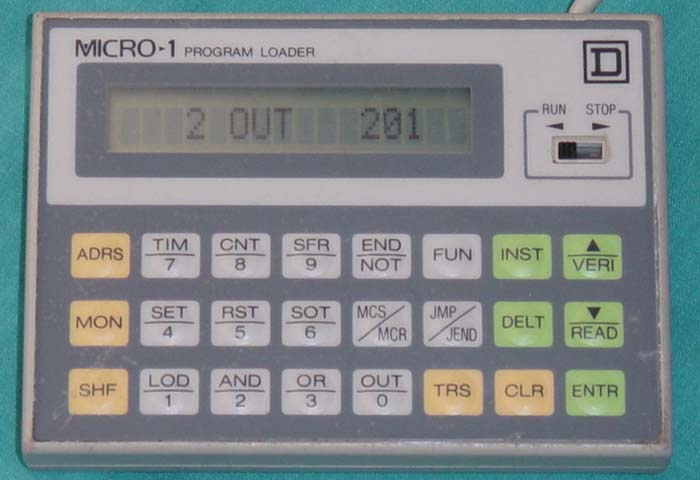 MICRO-1 PROGRAM LOADER
D
2 OUT 201
RUN STOP
ADRS TIM 7 CNT 8 SFR 9 END NOT FUN INST ▲ VERI
MON SET 4 RST 5 SOT 6 MCS/MCR JMP/JEND DELT ▼ READ
SHF LOD 1 AND 2 OR 3 OUT 0 TRS CLR ENTR